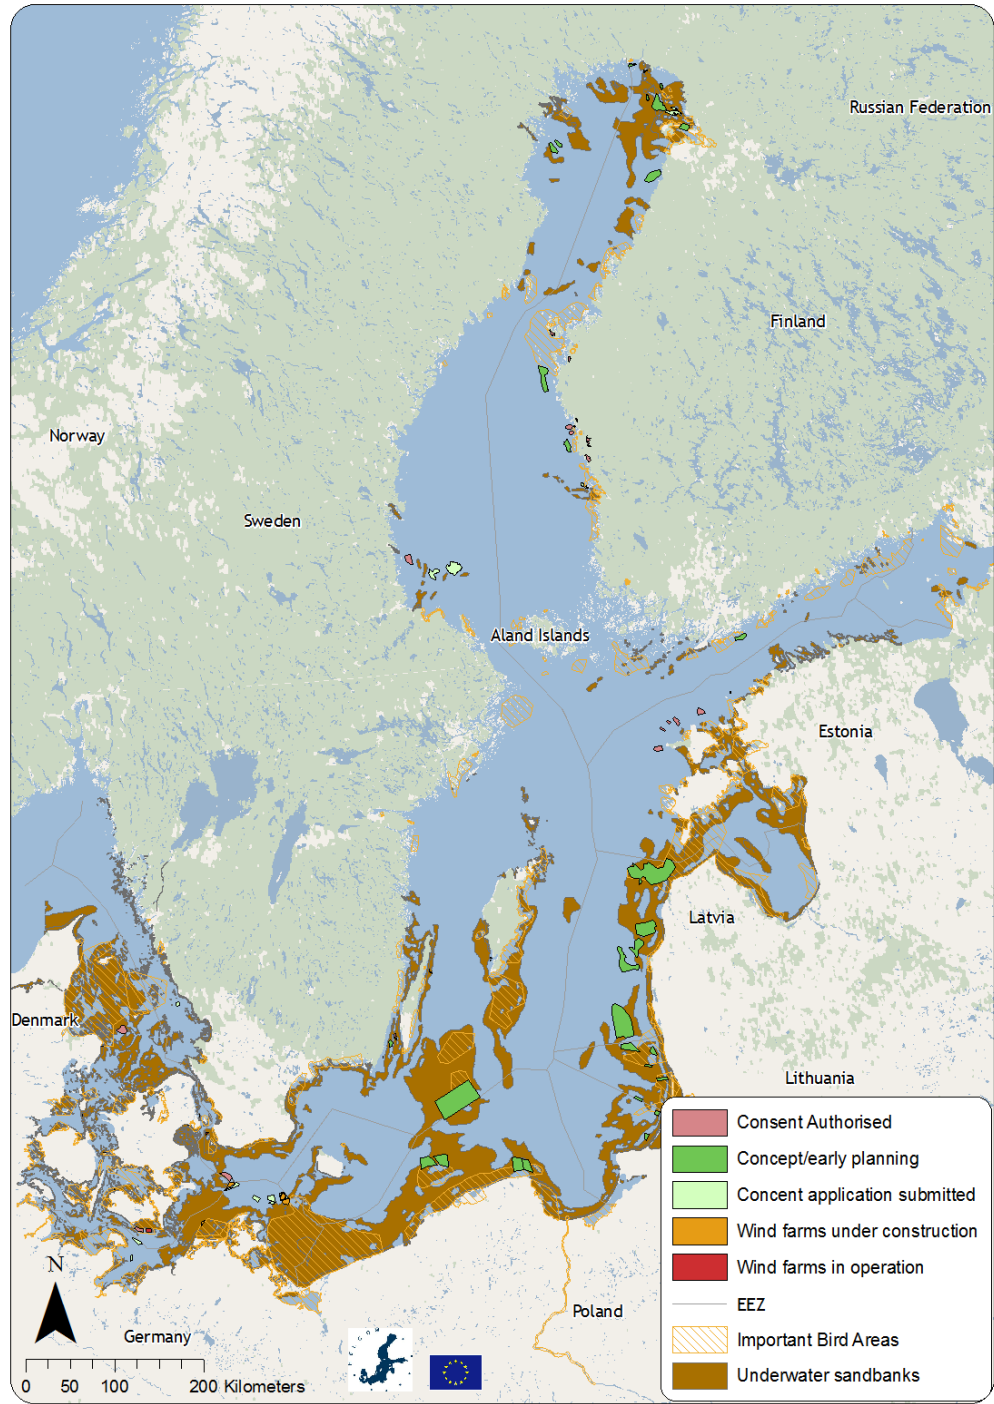 Russian Federation
Finland
Norway
Sweden
Aland Islands
Estonia
Latvia
Denmark
Lithuania
Consent Authorised
Concept/early planning
Concent application submitted
Wind farms under construction
Wind farms in operation
EEZ
Important Bird Areas
Underwater sandbanks
N
Poland
Germany
0 50 100 200 Kilometers